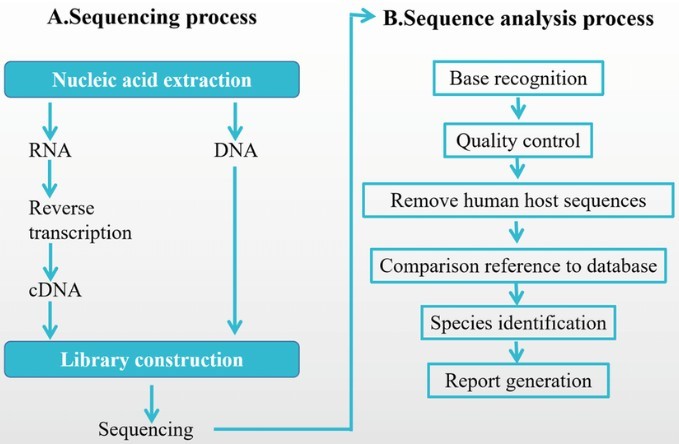 A.Sequencing process
Nucleic acid extraction
RNA
DNA
Reverse
transcription
cDNA
Library construction
Sequencing
B.Sequence analysis process
Base recognition
Quality control
Remove human host sequences
Comparison reference to database
Species identification
Report generation